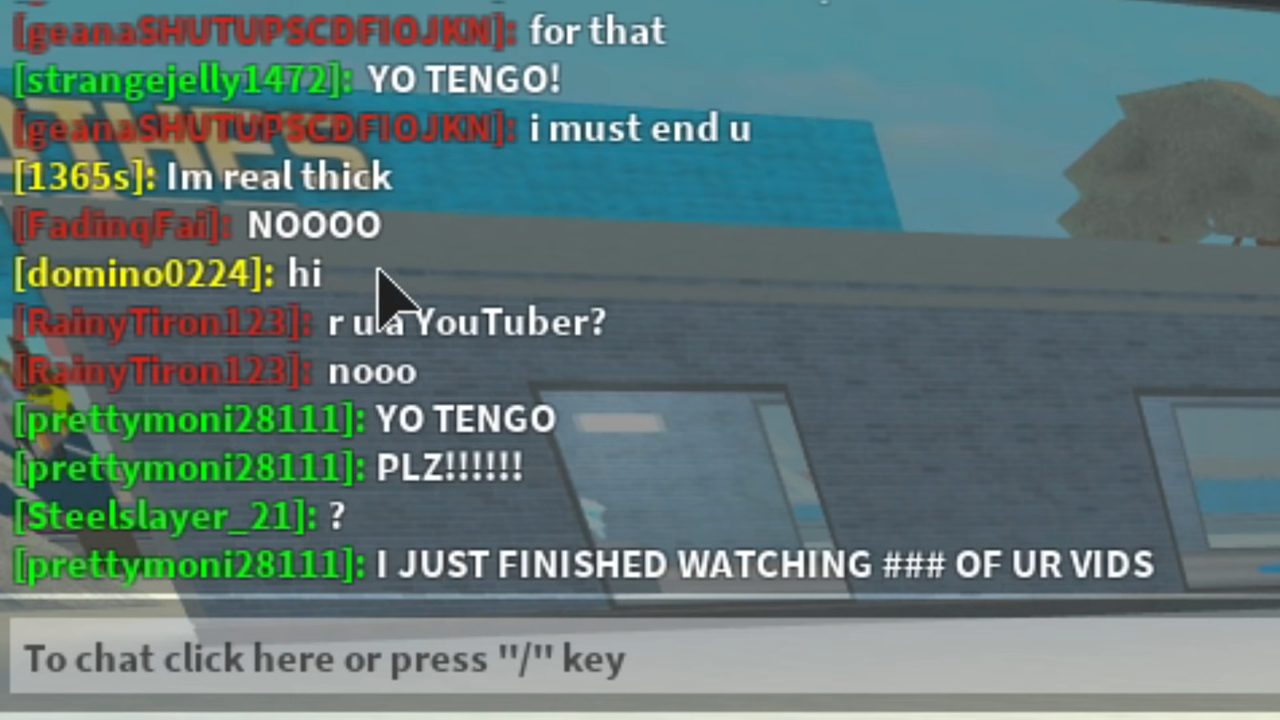 [geanaSHUTUPSCDFIOJKN]: for that
[strangejelly1472]: YO TENGO!
[geanaSHUTUPSCDFIOJKN]: i must end u
[1365s]: Im real thick
[FadinqFai]: NOOOO
[domino0224]: hi
[RainyTiron123]: r u a YouTuber?
[RainyTiron123]: nooo
[prettymoni28111]: YO TENGO
[prettymoni28111]: PLZ!!!!!!
[Steelslayer_21]: ?
[prettymoni28111]: I JUST FINISHED WATCHING ### OF UR VIDS
To chat click here or press "/" key